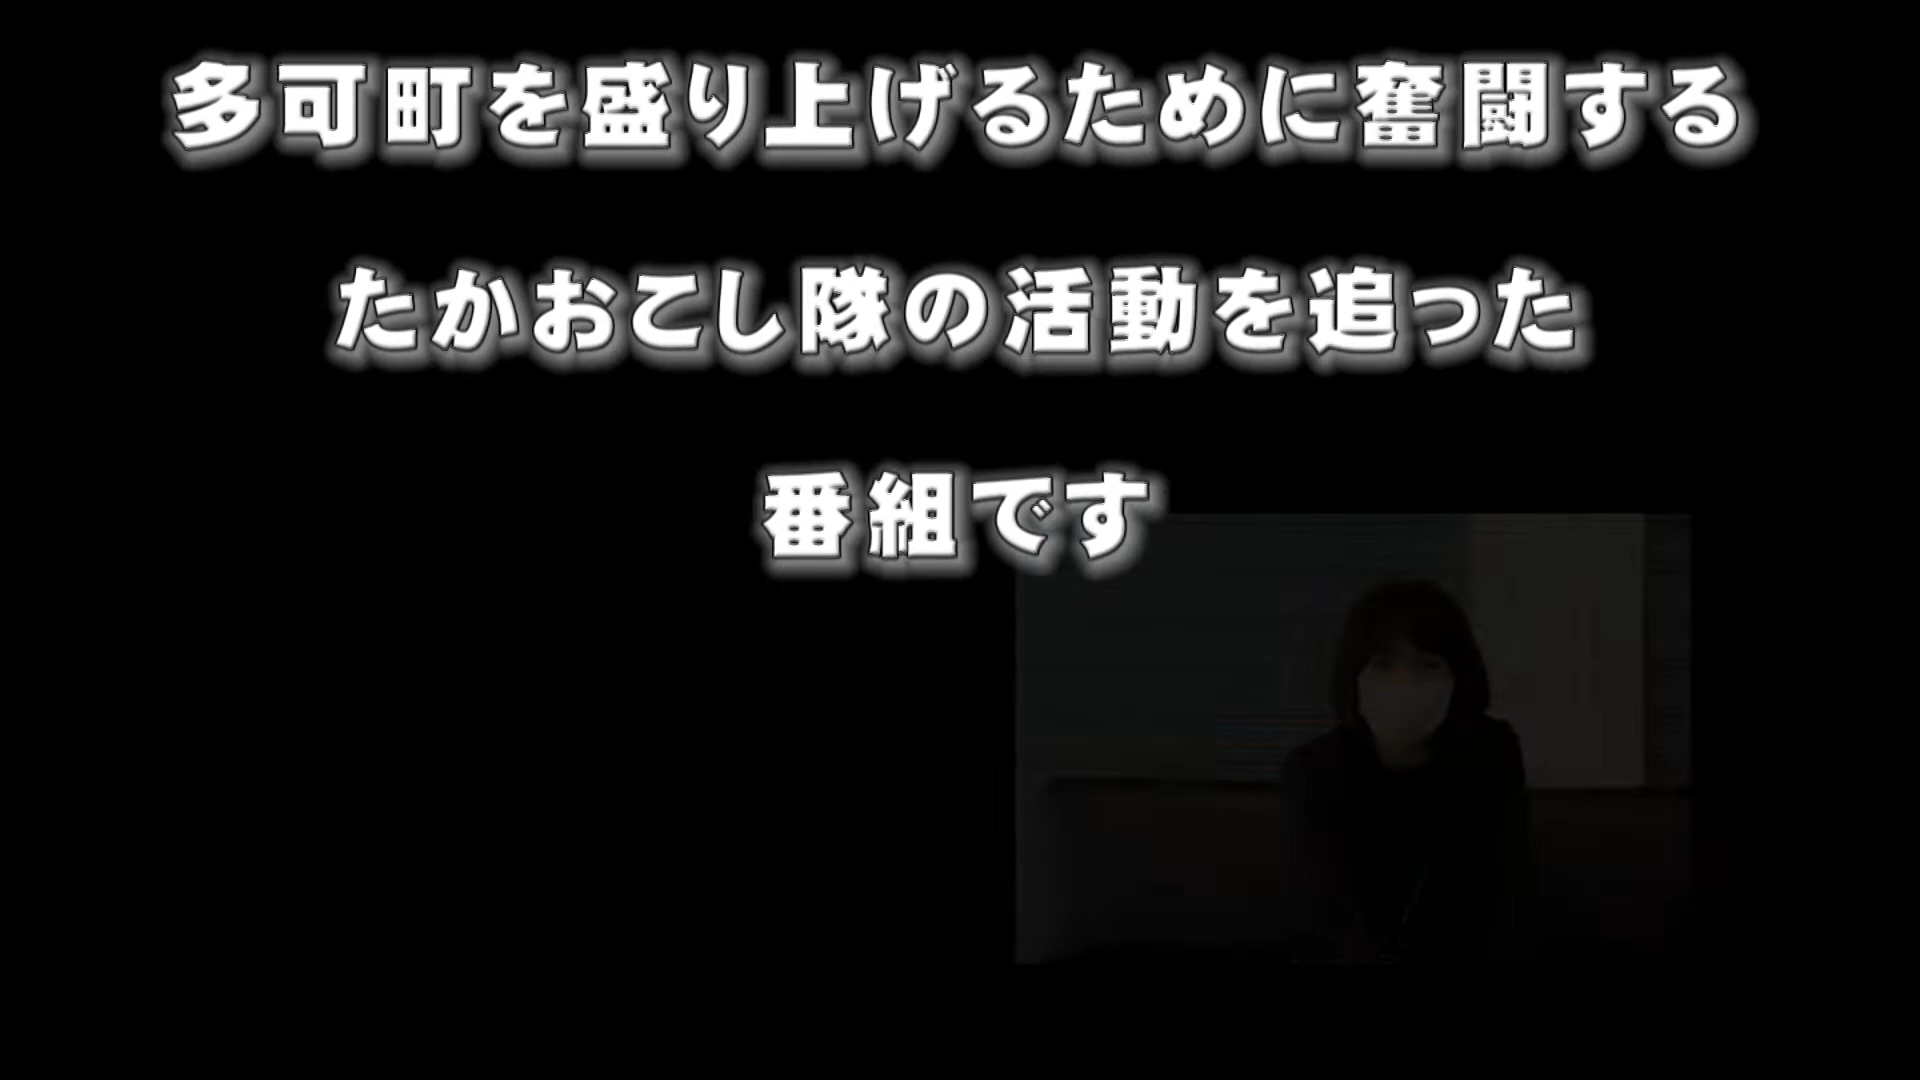 多可町を盛り上げるために奮闘する
たかおこし隊の活動を追った
番組です